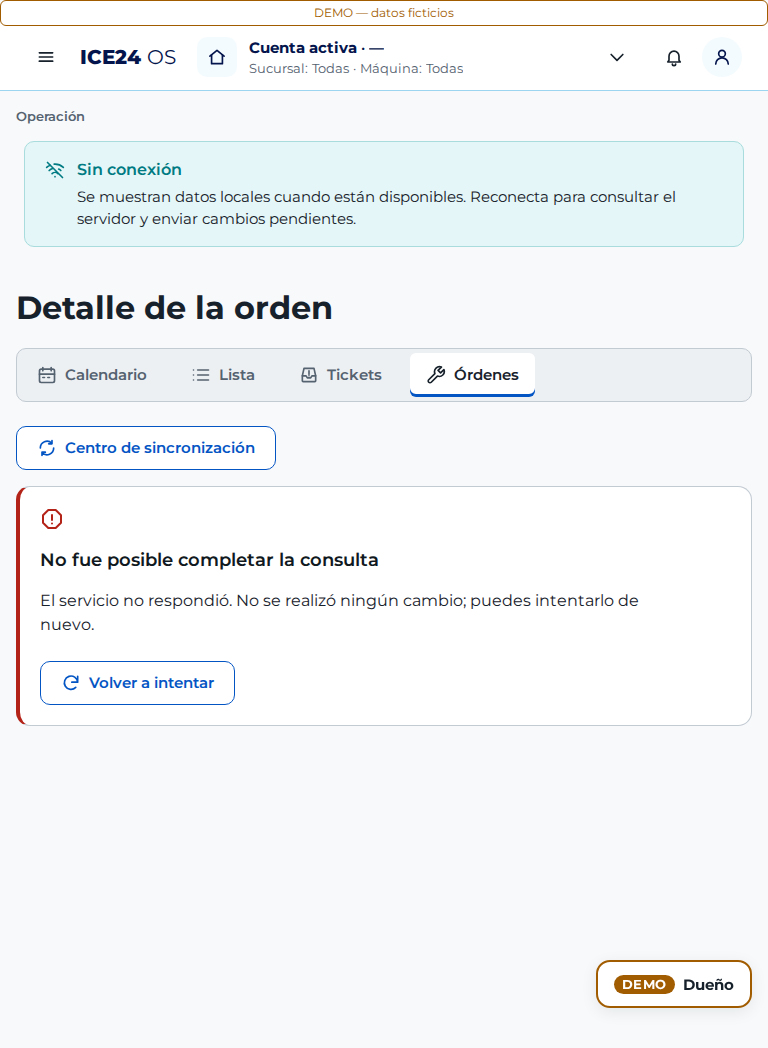 DEMO — datos ficticios
ICE24 OS
Cuenta activa · —
Sucursal: Todas · Máquina: Todas
Operación
Sin conexión
Se muestran datos locales cuando están disponibles. Reconecta para consultar el
servidor y enviar cambios pendientes.
Detalle de la orden
Calendario
Lista
Tickets
Órdenes
Centro de sincronización
No fue posible completar la consulta
El servicio no respondió. No se realizó ningún cambio; puedes intentarlo de
nuevo.
Volver a intentar
DEMO Dueño